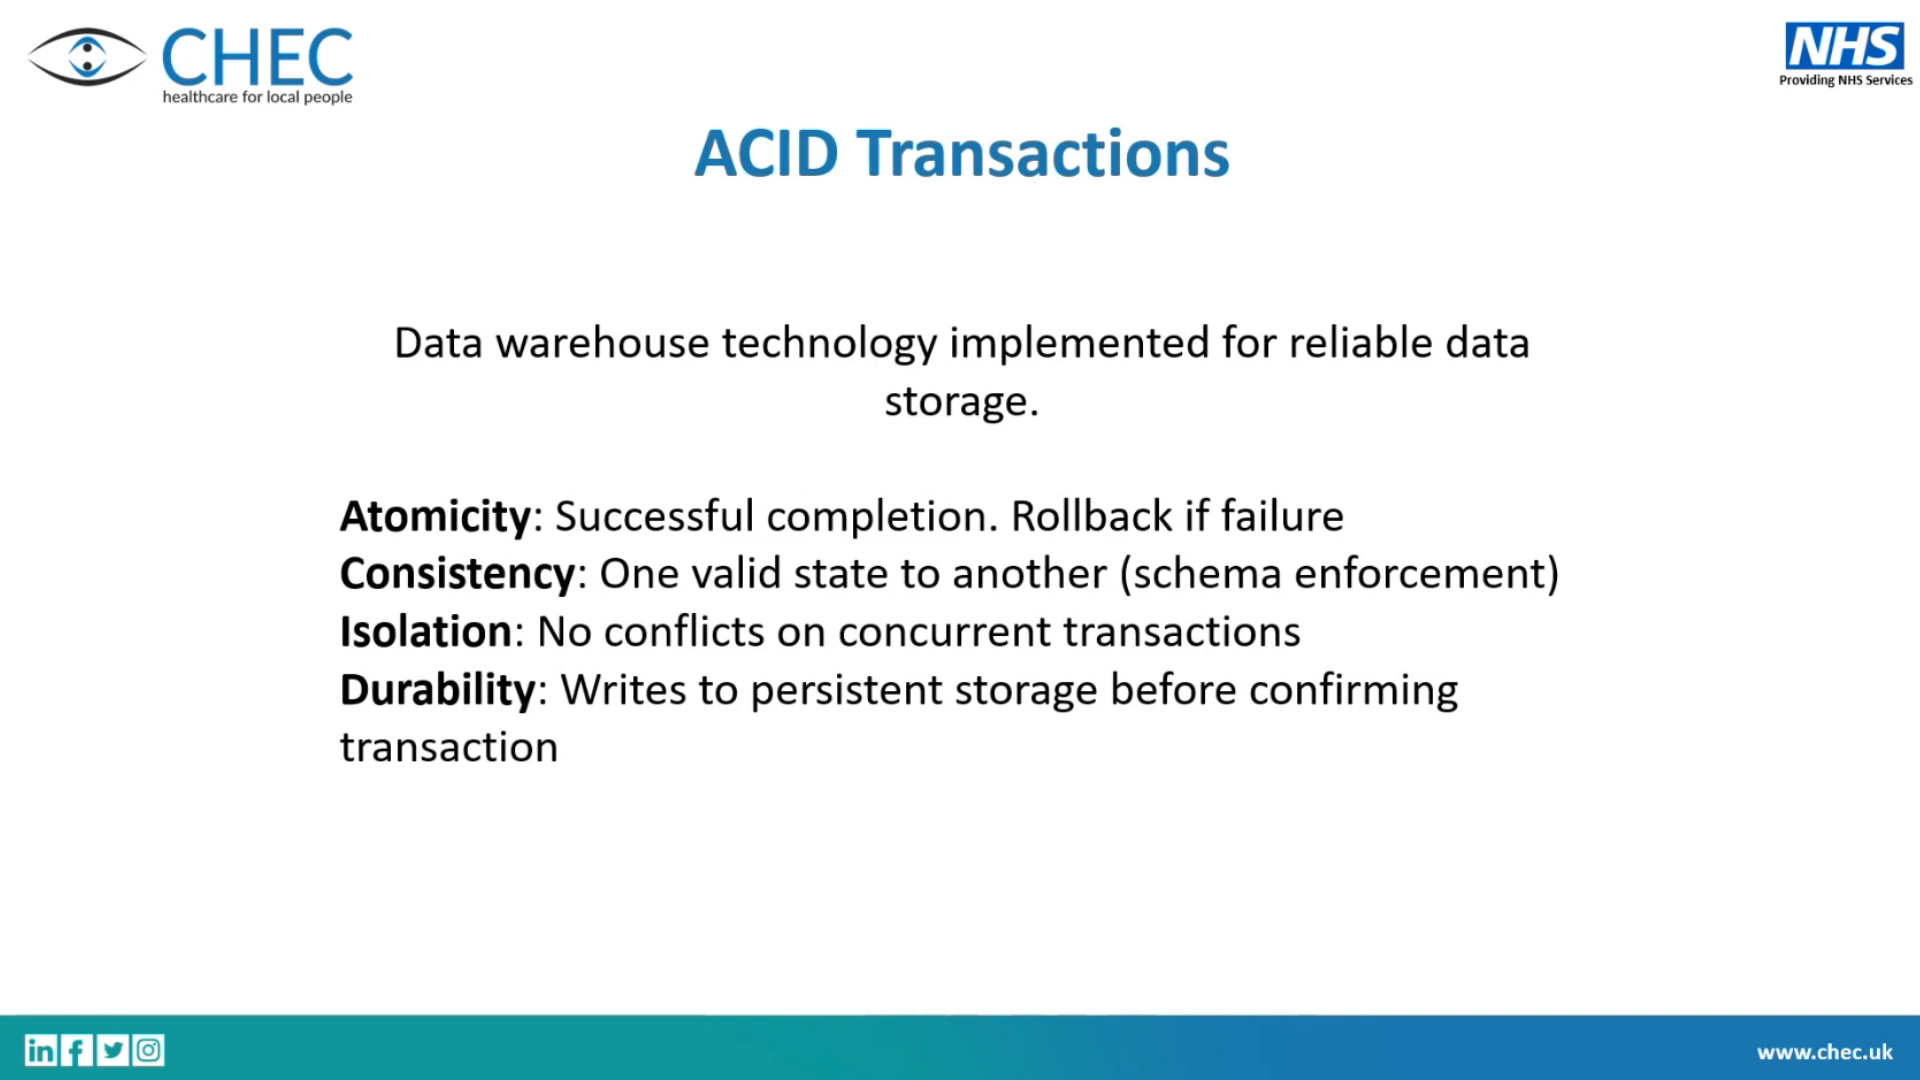 CHEC
healthcare for local people
NHS
Providing NHS Services
ACID Transactions
Data warehouse technology implemented for reliable data
storage.
Atomicity: Successful completion. Rollback if failure
Consistency: One valid state to another (schema enforcement)
Isolation: No conflicts on concurrent transactions
Durability: Writes to persistent storage before confirming
transaction
in f
www.chec.uk